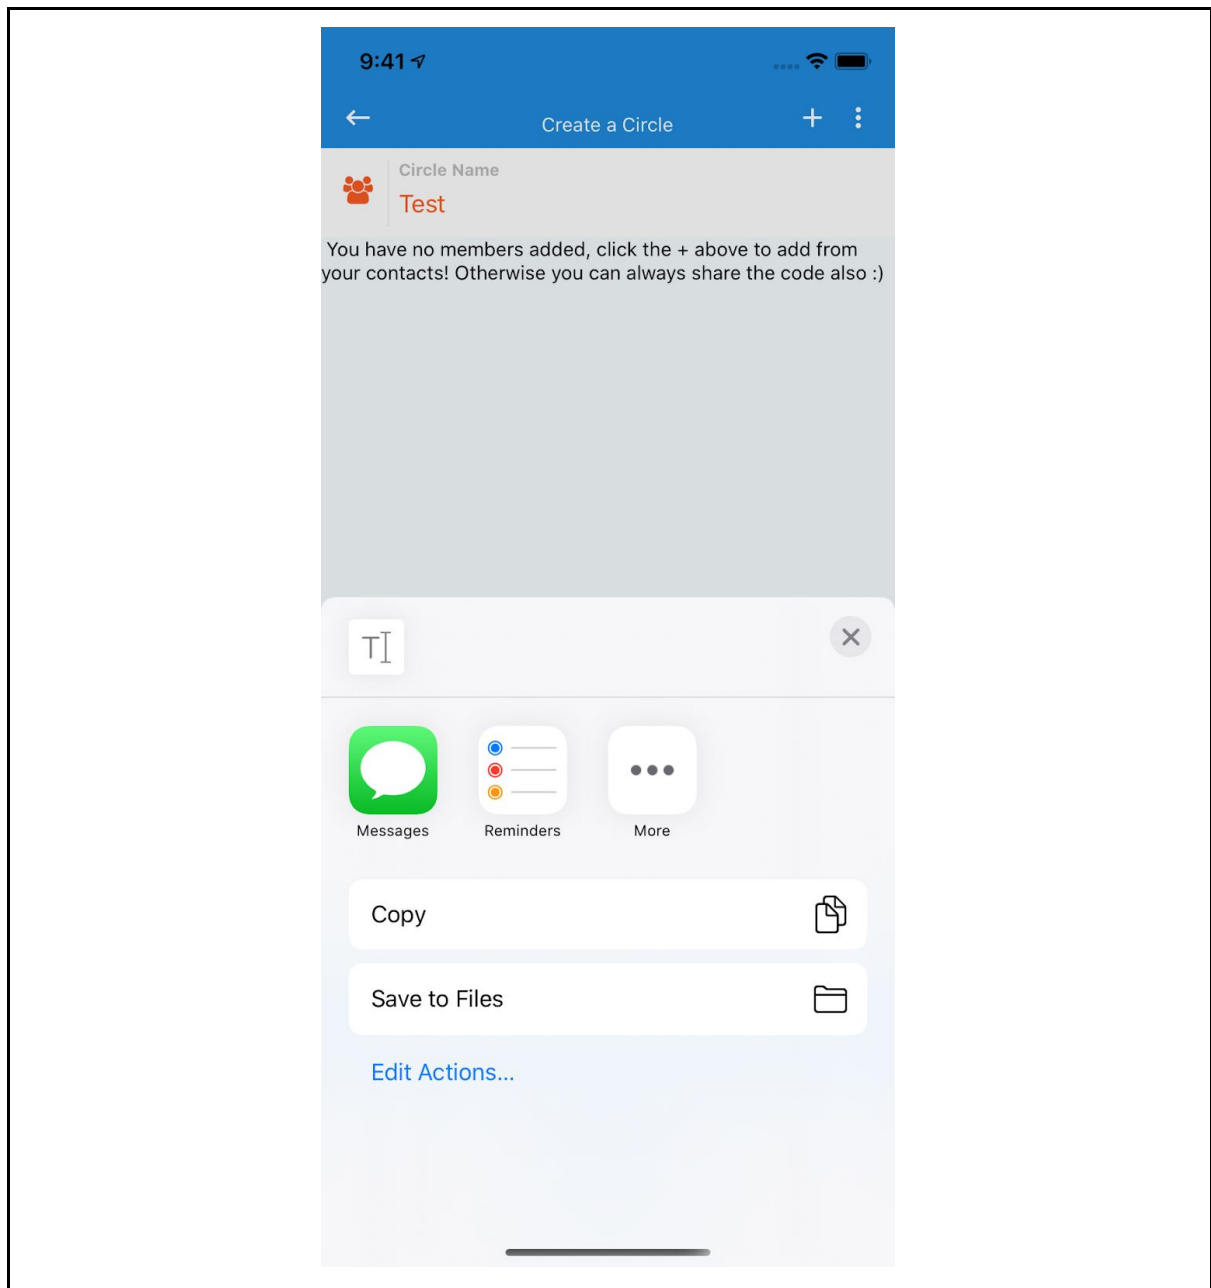 9:41
Create a Circle
Circle Name
Test
You have no members added, click the + above to add from
your contacts! Otherwise you can always share the code also :)
Messages
Reminders
More
Copy
Save to Files
Edit Actions...